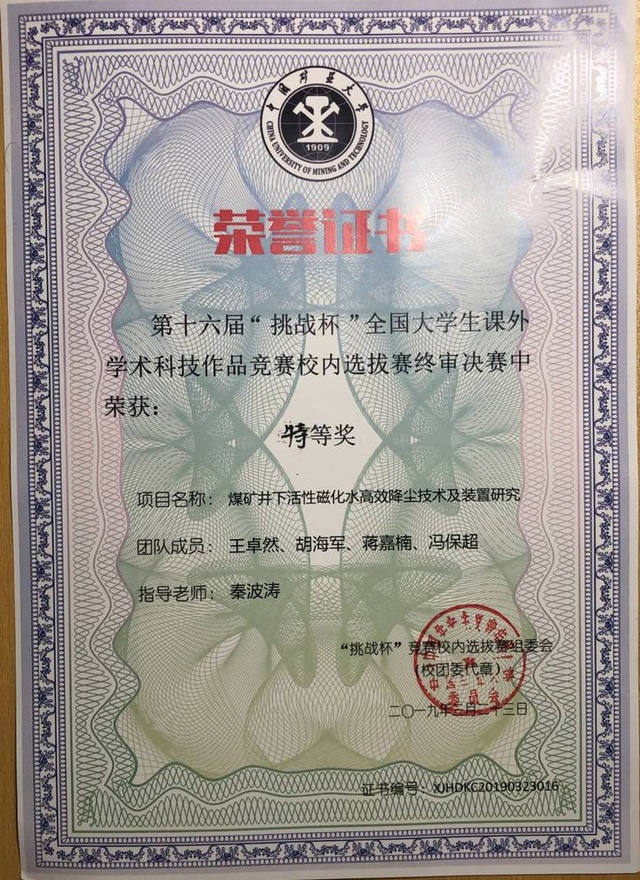 中国矿业大学
CHINA UNIVERSITY OF MINING AND TECHNOLOGY
1909
荣誉证书
第十六届“挑战杯”全国大学生课外
学术科技作品竞赛校内选拔赛终审决赛中
荣获：
特等奖
项目名称：煤矿井下活性磁化水高效降尘技术及装置研究
团队成员：王卓然、胡海军、蒋嘉楠、冯保超
指导老师：秦波涛
“挑战杯”竞赛校内选拔赛组委会
（校团委代章）
二〇一九年三月二十三日
委员会
证书编号：XJHDKC20190323016